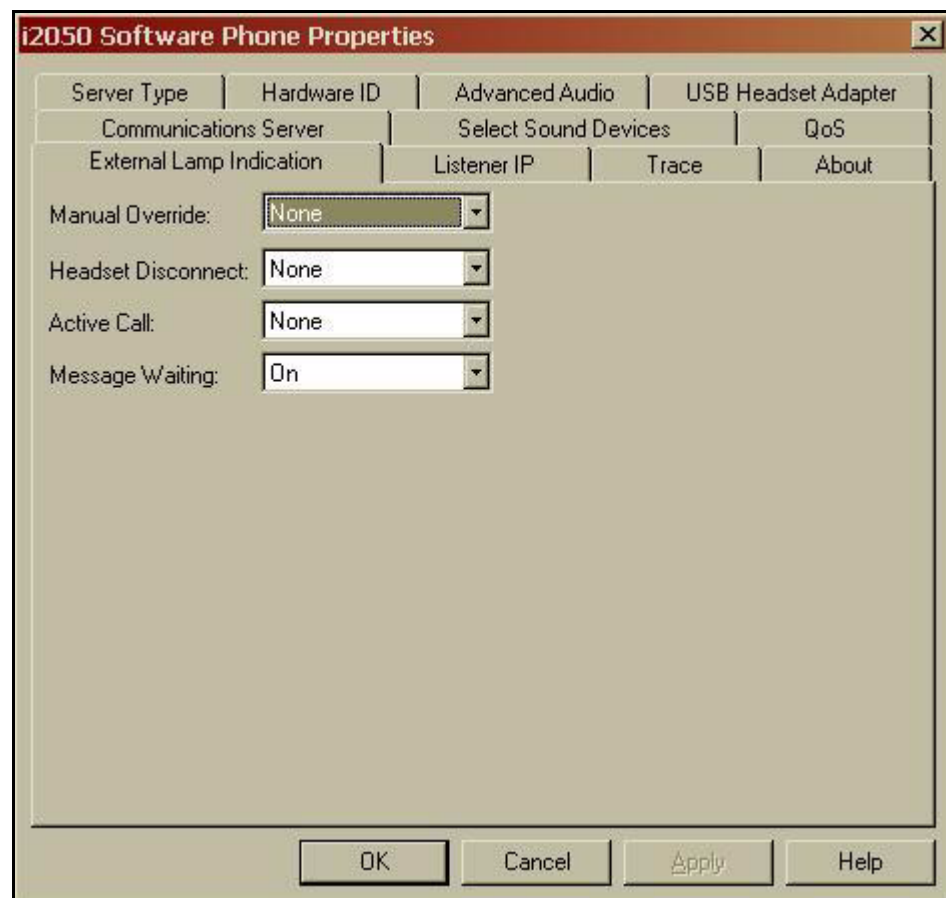 i2050 Software Phone Properties
Server Type Hardware ID Advanced Audio USB Headset Adapter
Communications Server Select Sound Devices QoS
External Lamp Indication Listener IP Trace About
Manual Override: None
Headset Disconnect: None
Active Call: None
Message Waiting: On
OK Cancel Apply Help